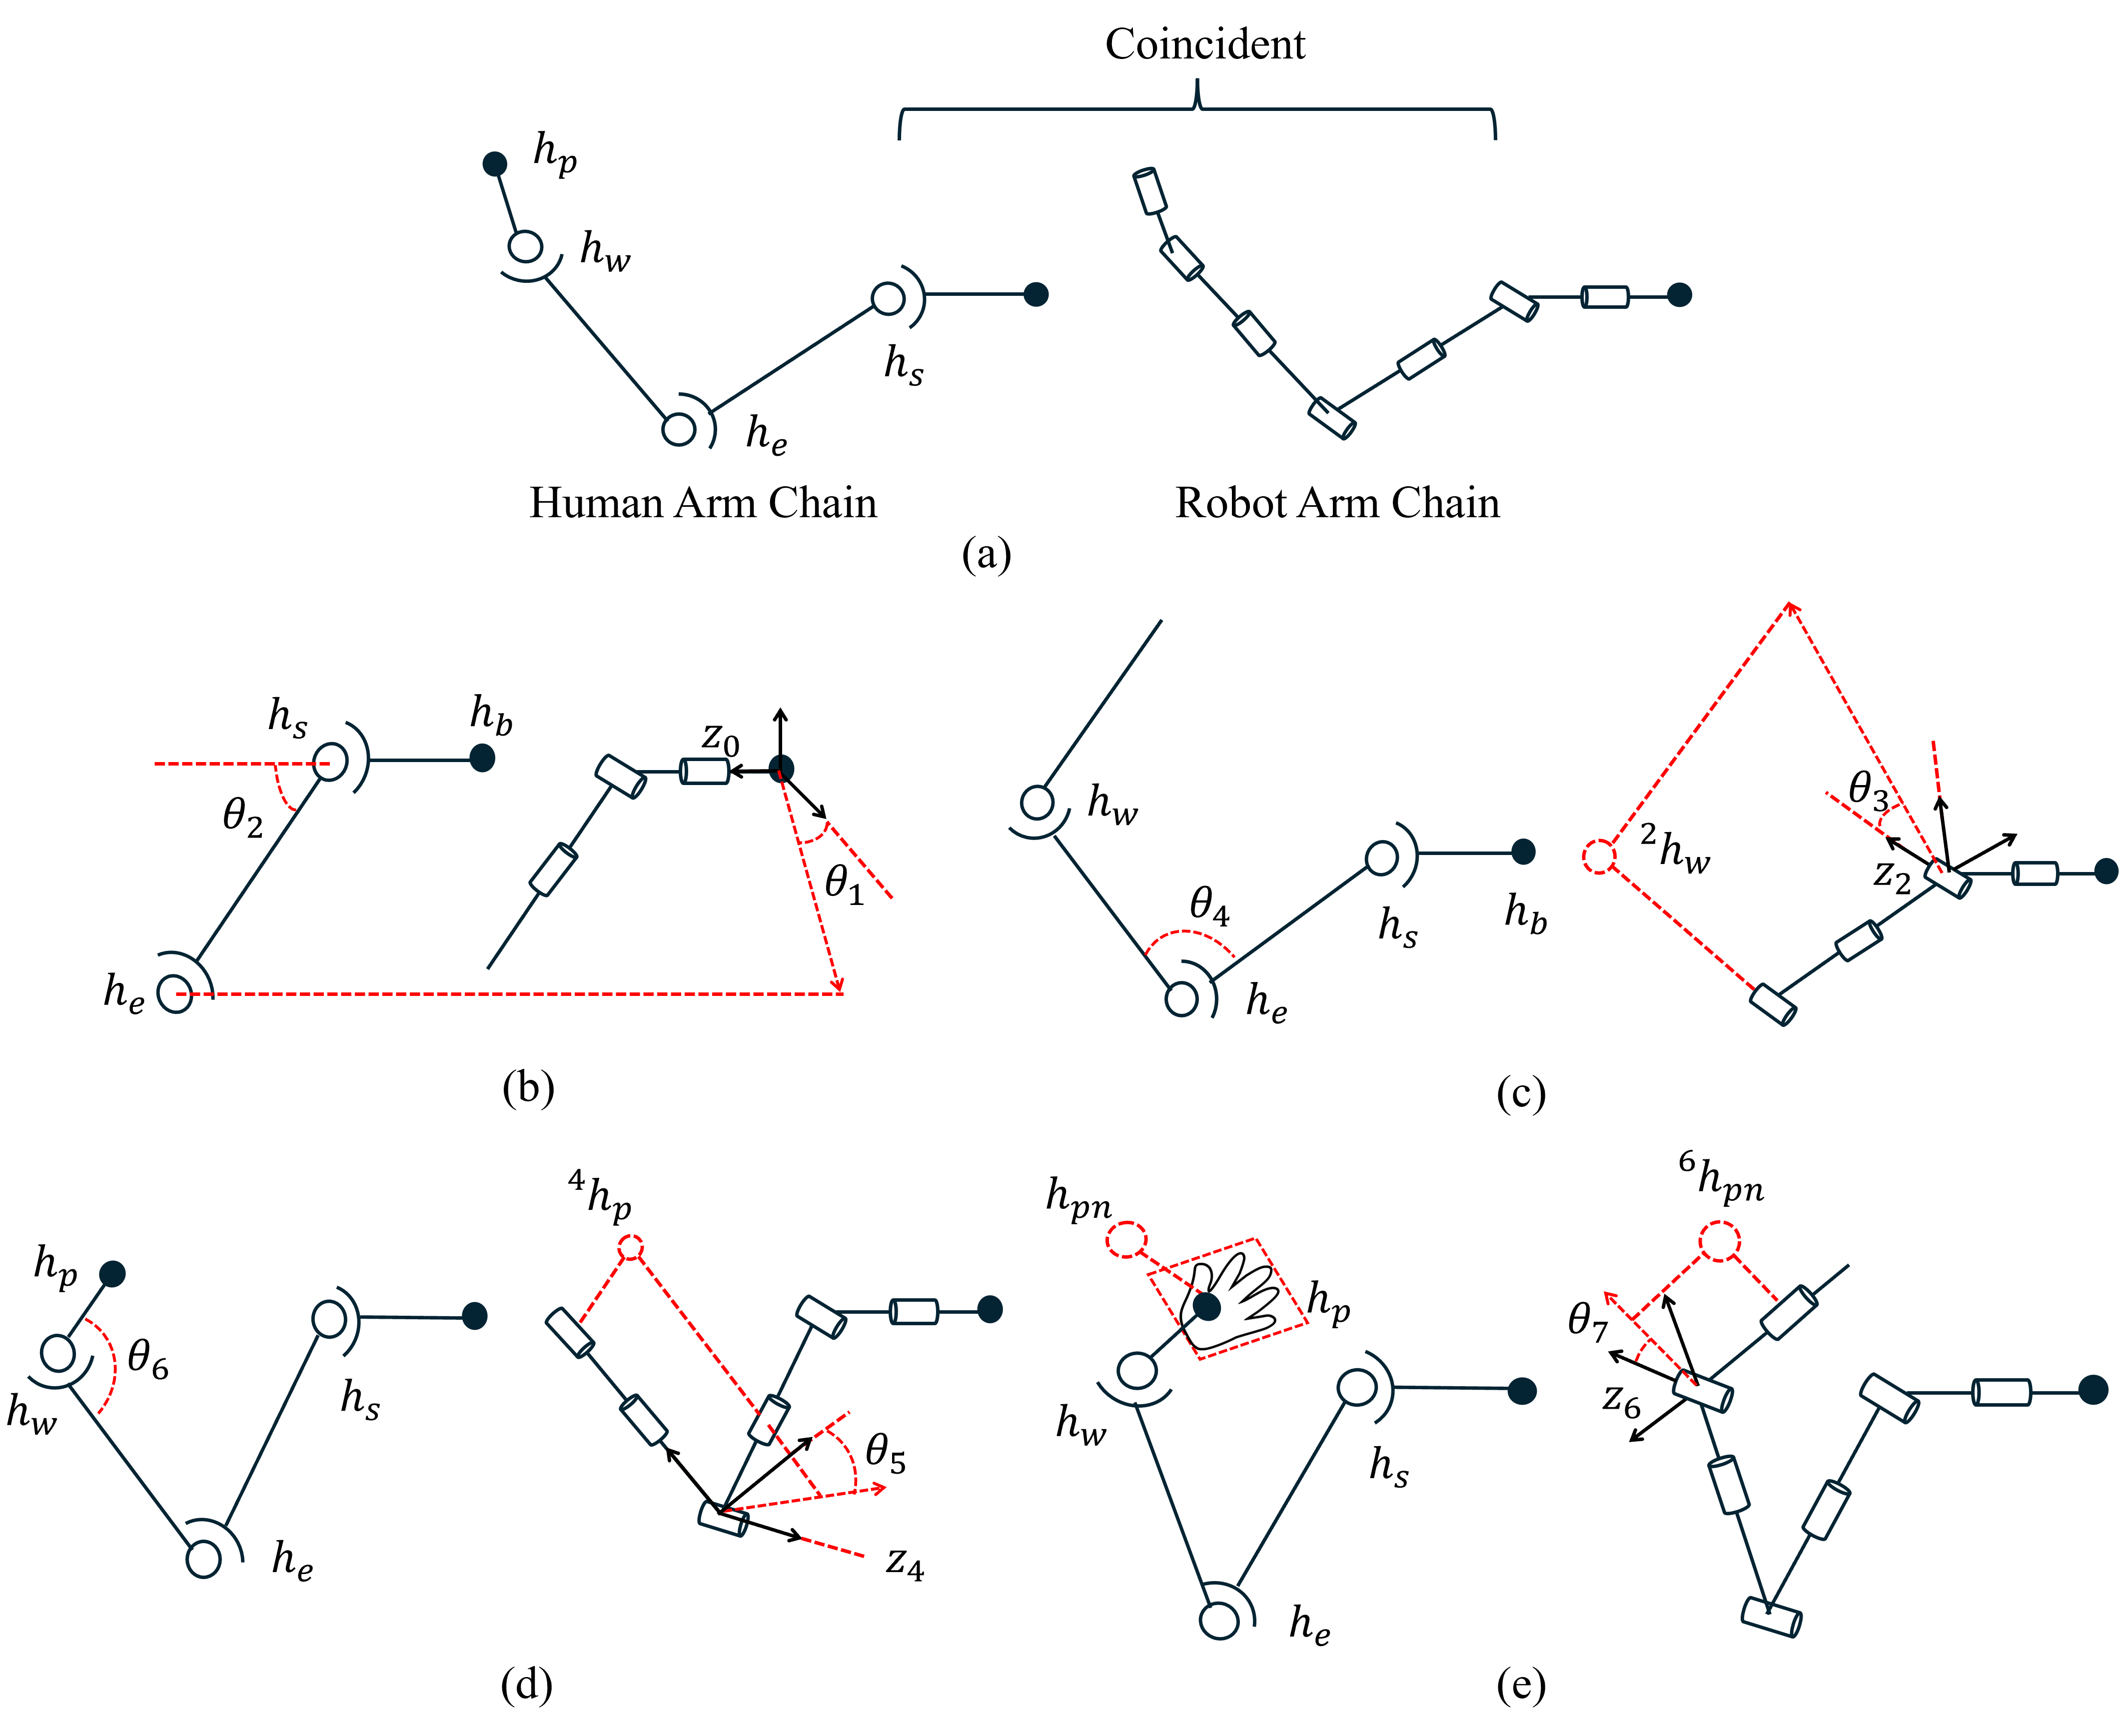 Coincident
h_p
h_w
h_s
h_e
Human Arm Chain
Robot Arm Chain
(a)
h_s
h_b
z_0
θ_2
θ_1
h_e
(b)
h_w
θ_4
h_s
h_b
h_e
θ_3
²h_w
z_2
(c)
⁴h_p
h_p
θ_6
h_w
h_s
h_e
θ_5
z_4
(d)
h_pn
h_p
h_w
h_s
h_e
⁶h_pn
θ_7
z_6
(e)